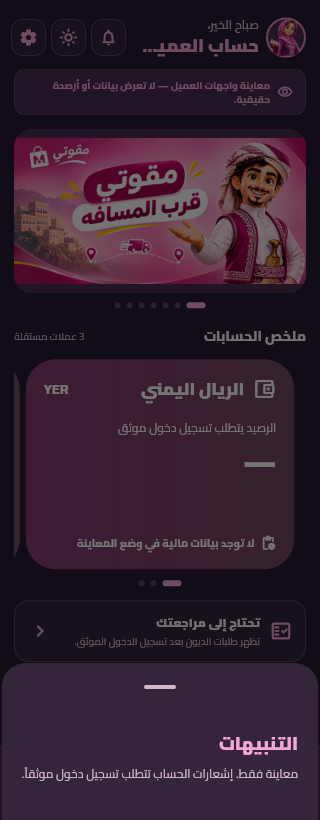 صباح الخير،
حساب العميـ...
معاينة واجهات العميل — لا تعرض بيانات أو أرصدة
حقيقية.
مقوتي
مقوتي
قرب المسافه
ملخص الحسابات
3 عملات مستقلة
الريال اليمني
YER
الرصيد يتطلب تسجيل دخول موثق
—
لا توجد بيانات مالية في وضع المعاينة
تحتاج إلى مراجعتك
تظهر طلبات الديون بعد تسجيل الدخول الموثق.
التنبيهات
معاينة فقط. إشعارات الحساب تتطلب تسجيل دخول موثقاً.